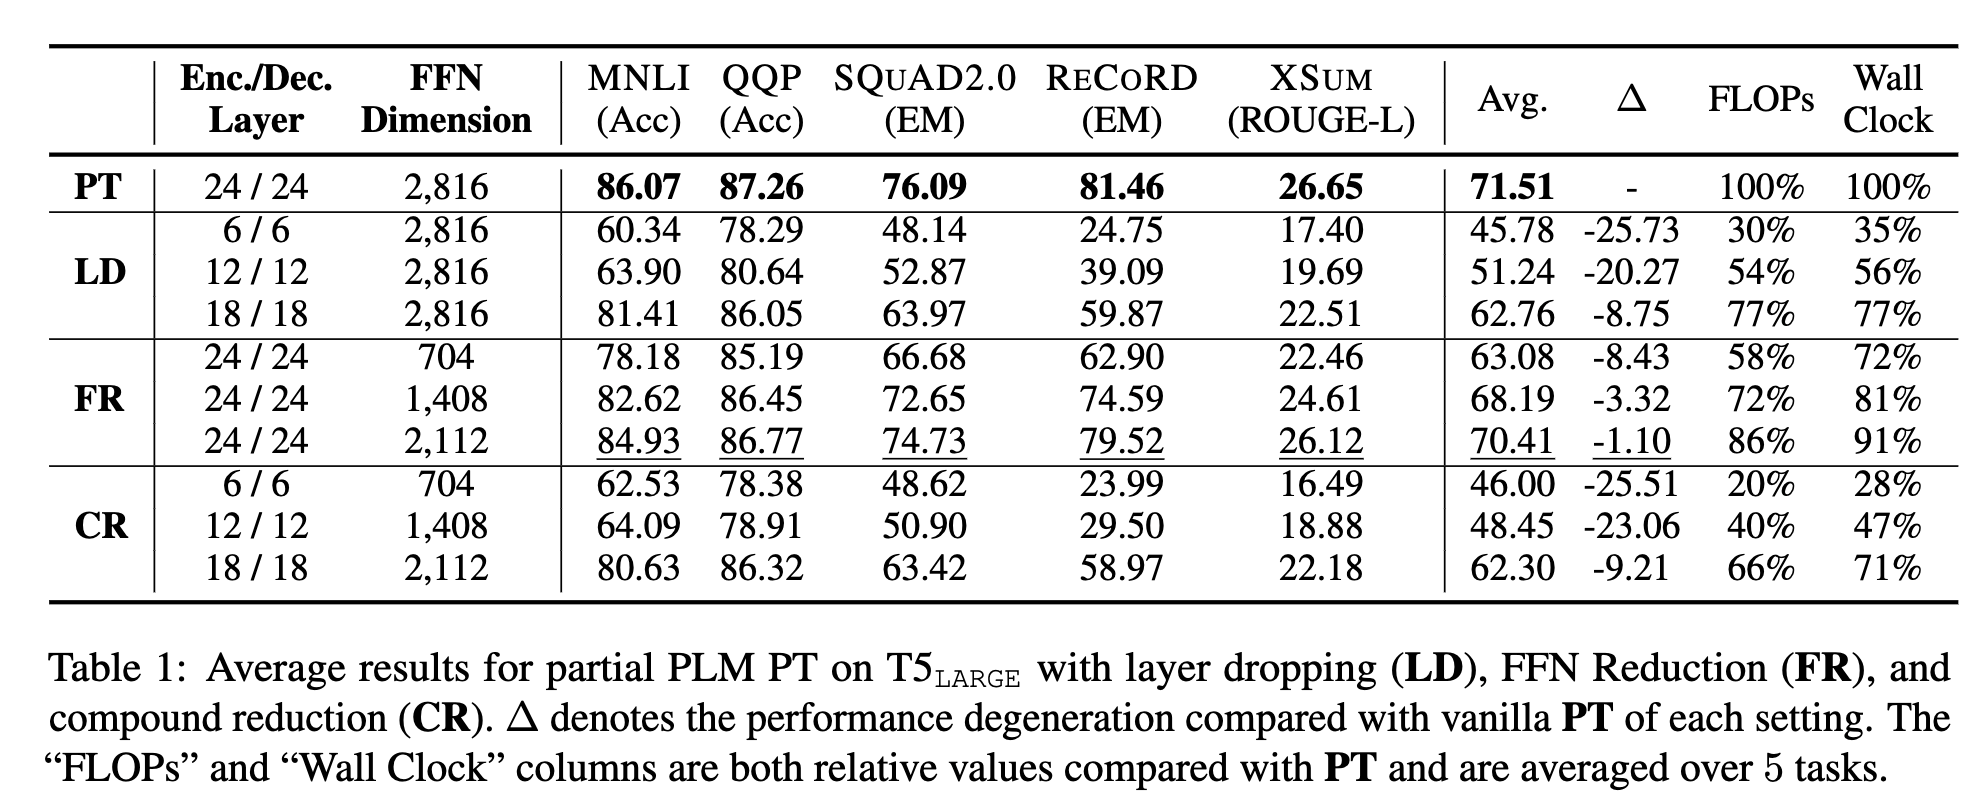 Enc./Dec. Layer FFN Dimension MNLI (Acc) QQP (Acc) SQUAD2.0 (EM) RECORD (EM) XSUM (ROUGE-L) Avg. Δ FLOPs Wall Clock
PT 24 / 24 2,816 86.07 87.26 76.09 81.46 26.65 71.51 - 100% 100%
6 / 6 2,816 60.34 78.29 48.14 24.75 17.40 45.78 -25.73 30% 35%
LD 12 / 12 2,816 63.90 80.64 52.87 39.09 19.69 51.24 -20.27 54% 56%
18 / 18 2,816 81.41 86.05 63.97 59.87 22.51 62.76 -8.75 77% 77%
24 / 24 704 78.18 85.19 66.68 62.90 22.46 63.08 -8.43 58% 72%
FR 24 / 24 1,408 82.62 86.45 72.65 74.59 24.61 68.19 -3.32 72% 81%
24 / 24 2,112 84.93 86.77 74.73 79.52 26.12 70.41 -1.10 86% 91%
6 / 6 704 62.53 78.38 48.62 23.99 16.49 46.00 -25.51 20% 28%
CR 12 / 12 1,408 64.09 78.91 50.90 29.50 18.88 48.45 -23.06 40% 47%
18 / 18 2,112 80.63 86.32 63.42 58.97 22.18 62.30 -9.21 66% 71%
Table 1: Average results for partial PLM PT on T5LARGE with layer dropping (LD), FFN Reduction (FR), and
compound reduction (CR). Δ denotes the performance degeneration compared with vanilla PT of each setting. The
“FLOPs” and “Wall Clock” columns are both relative values compared with PT and are averaged over 5 tasks.